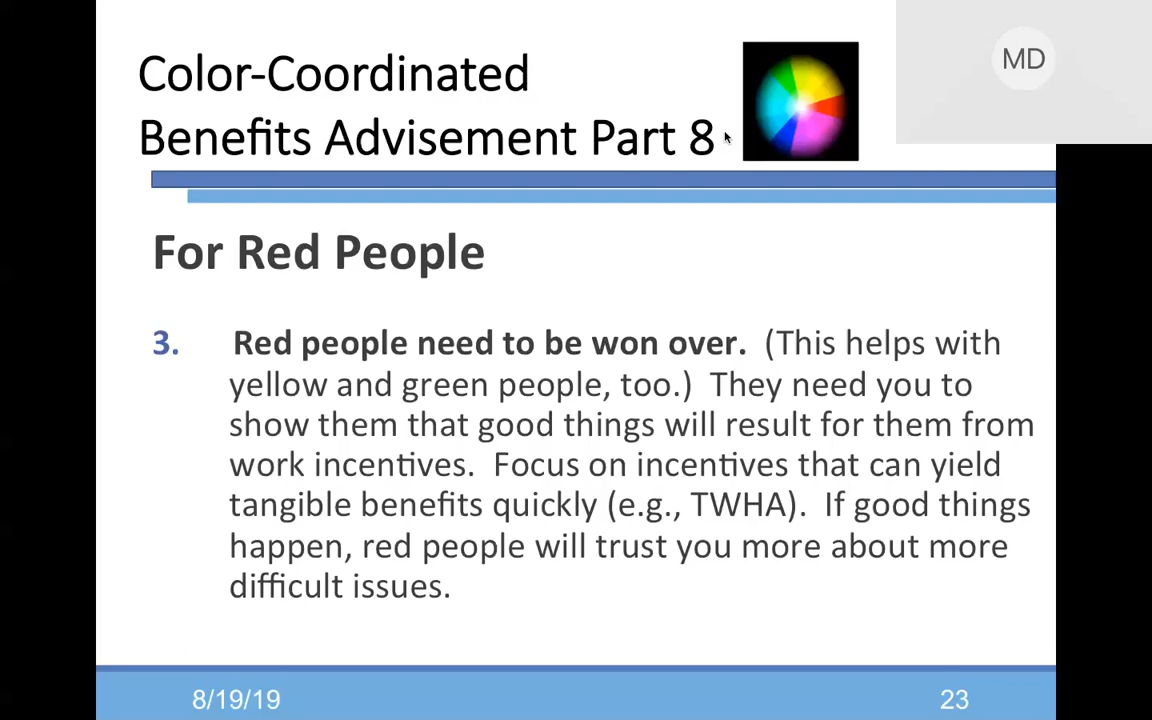 Color-Coordinated
Benefits Advisement Part 8
MD
For Red People
3. Red people need to be won over. (This helps with
yellow and green people, too.) They need you to
show them that good things will result for them from
work incentives. Focus on incentives that can yield
tangible benefits quickly (e.g., TWHA). If good things
happen, red people will trust you more about more
difficult issues.
8/19/19
23